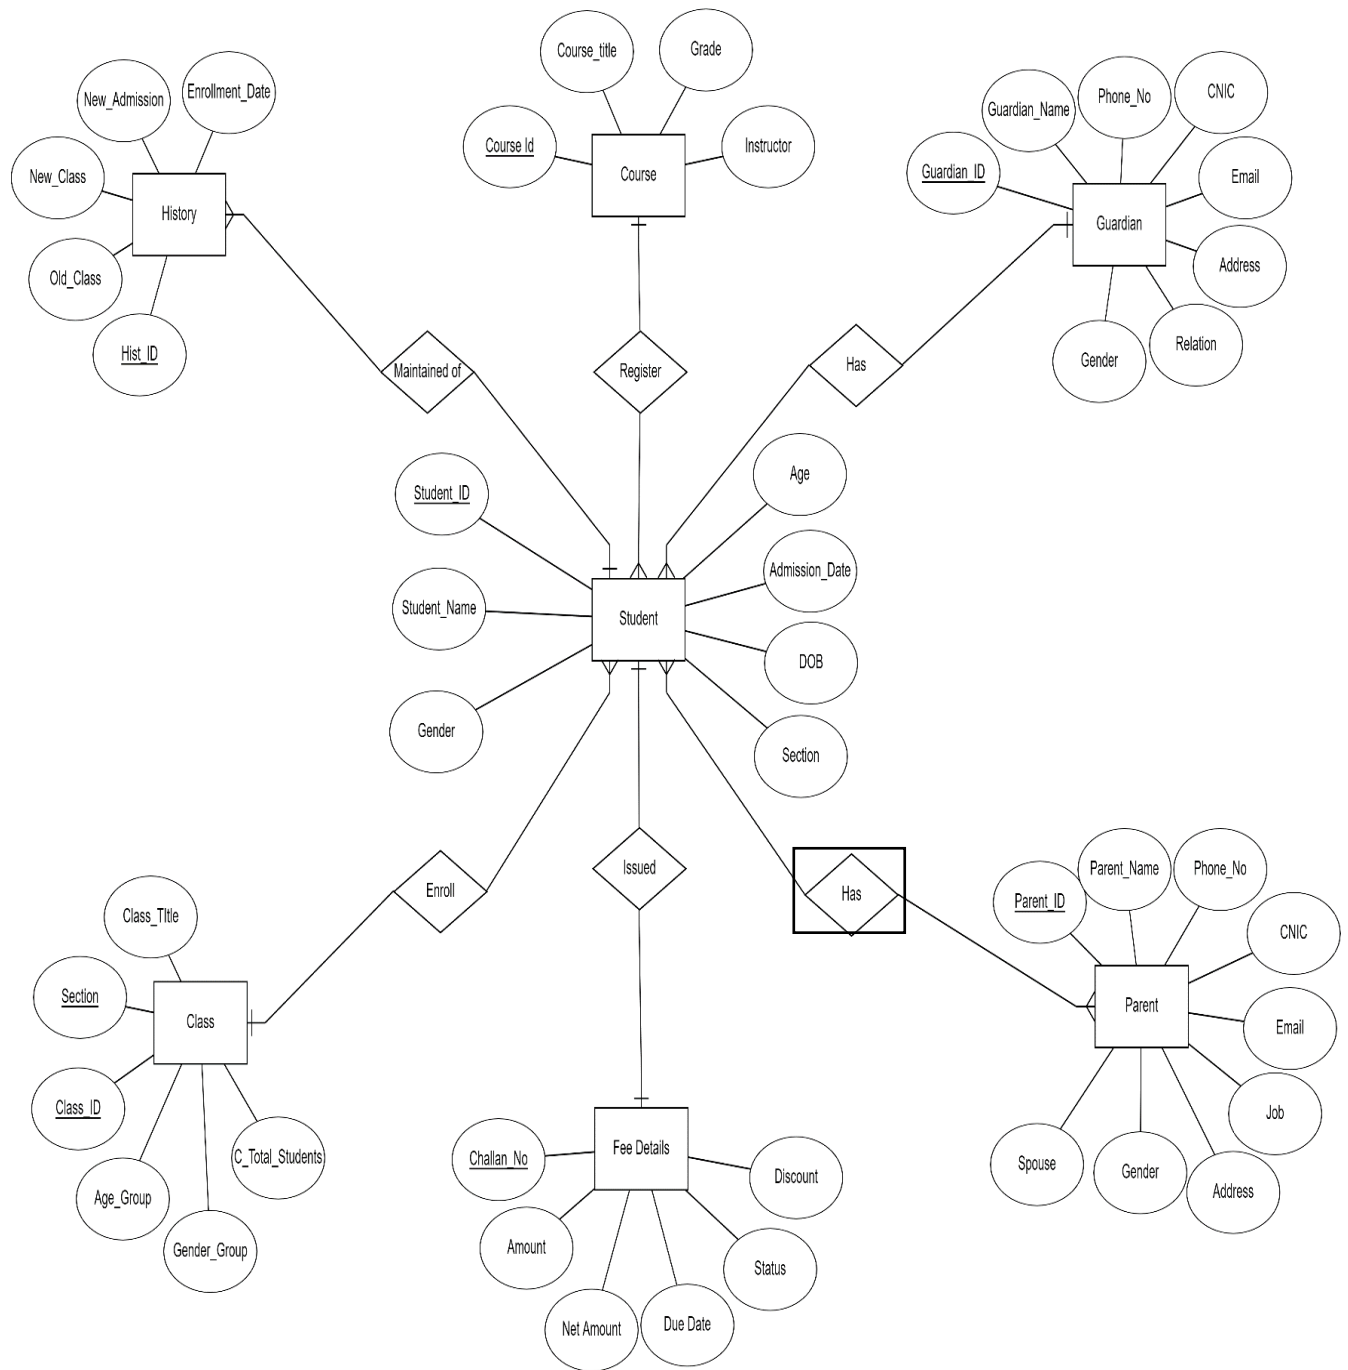 Course_title
Grade
New_Admission
Enrollment_Date
Guardian_Name
Phone_No
CNIC
Course Id
Instructor
Course
New_Class
History
Guardian_ID
Email
Guardian
Old_Class
Address
Hist_ID
Gender
Relation
Maintained of
Register
Has
Student_ID
Age
Student_Name
Admission_Date
Student
DOB
Gender
Section
Enroll
Issued
Has
Class_TItle
Section
Class
Class_ID
Age_Group
Gender_Group
C_Total_Students
Parent_ID
Parent_Name
Phone_No
CNIC
Parent
Email
Job
Spouse
Gender
Address
Challan_No
Fee Details
Discount
Amount
Status
Net Amount
Due Date